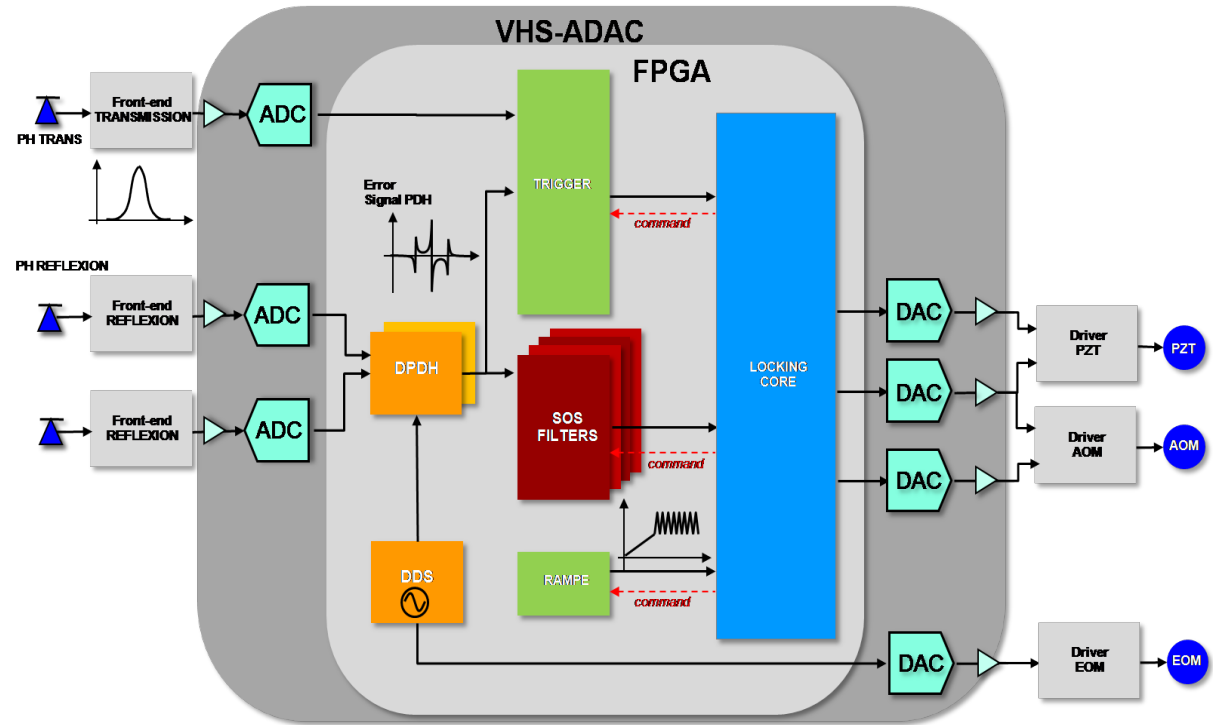 VHS-ADAC
FPGA
Front-end
TRANSMISSION
ADC
PH TRANS
TRIGGER
Error
Signal PDH
command
PH REFLEXION
Front-end
REFLEXION
ADC
DPDH
LOCKING
CORE
DAC
Driver
PZT
PZT
DAC
Front-end
REFLEXION
ADC
SOS
FILTERS
command
Driver
AOM
AOM
DAC
DDS
RAMPE
command
DAC
Driver
EOM
EOM